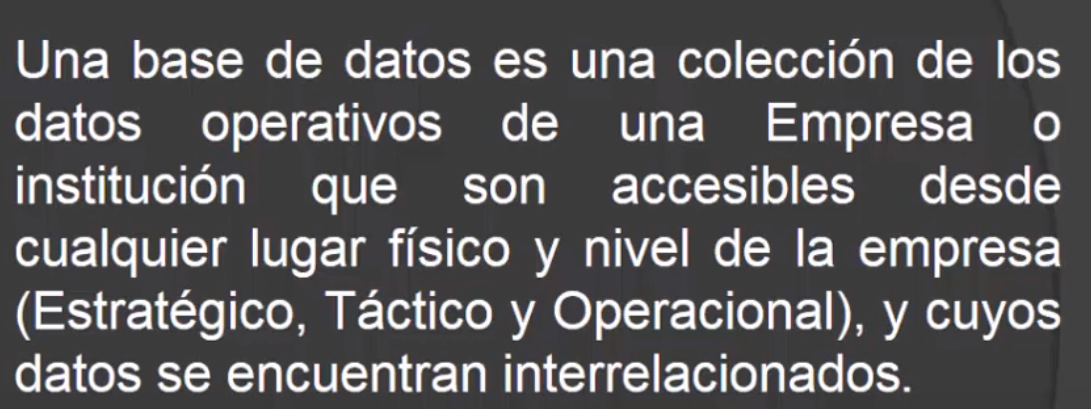 Una base de datos es una colección de los
datos operativos de una Empresa o
institución que son accesibles desde
cualquier lugar físico y nivel de la empresa
(Estratégico, Táctico y Operacional), y cuyos
datos se encuentran interrelacionados.